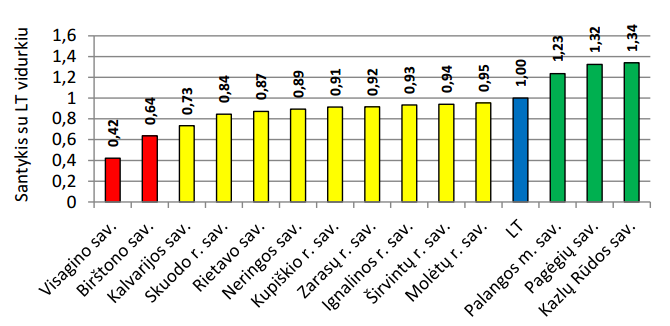 Santykis su LT vidurkiu
1,6
1,4
1,2
1
0,8
0,6
0,4
0,2
0
0,42
0,64
0,73
0,84
0,87
0,89
0,91
0,92
0,93
0,94
0,95
1,00
1,23
1,32
1,34
Visagino sav.
Birštono sav.
Kalvarijos sav.
Skuodo r. sav.
Rietavo sav.
Neringos sav.
Kupiškio r. sav.
Zarasų r. sav.
Ignalinos r. sav.
Širvintų r. sav.
Molėtų r. sav.
LT
Palangos m. sav.
Pagėgių sav.
Kazlų Rūdos sav.